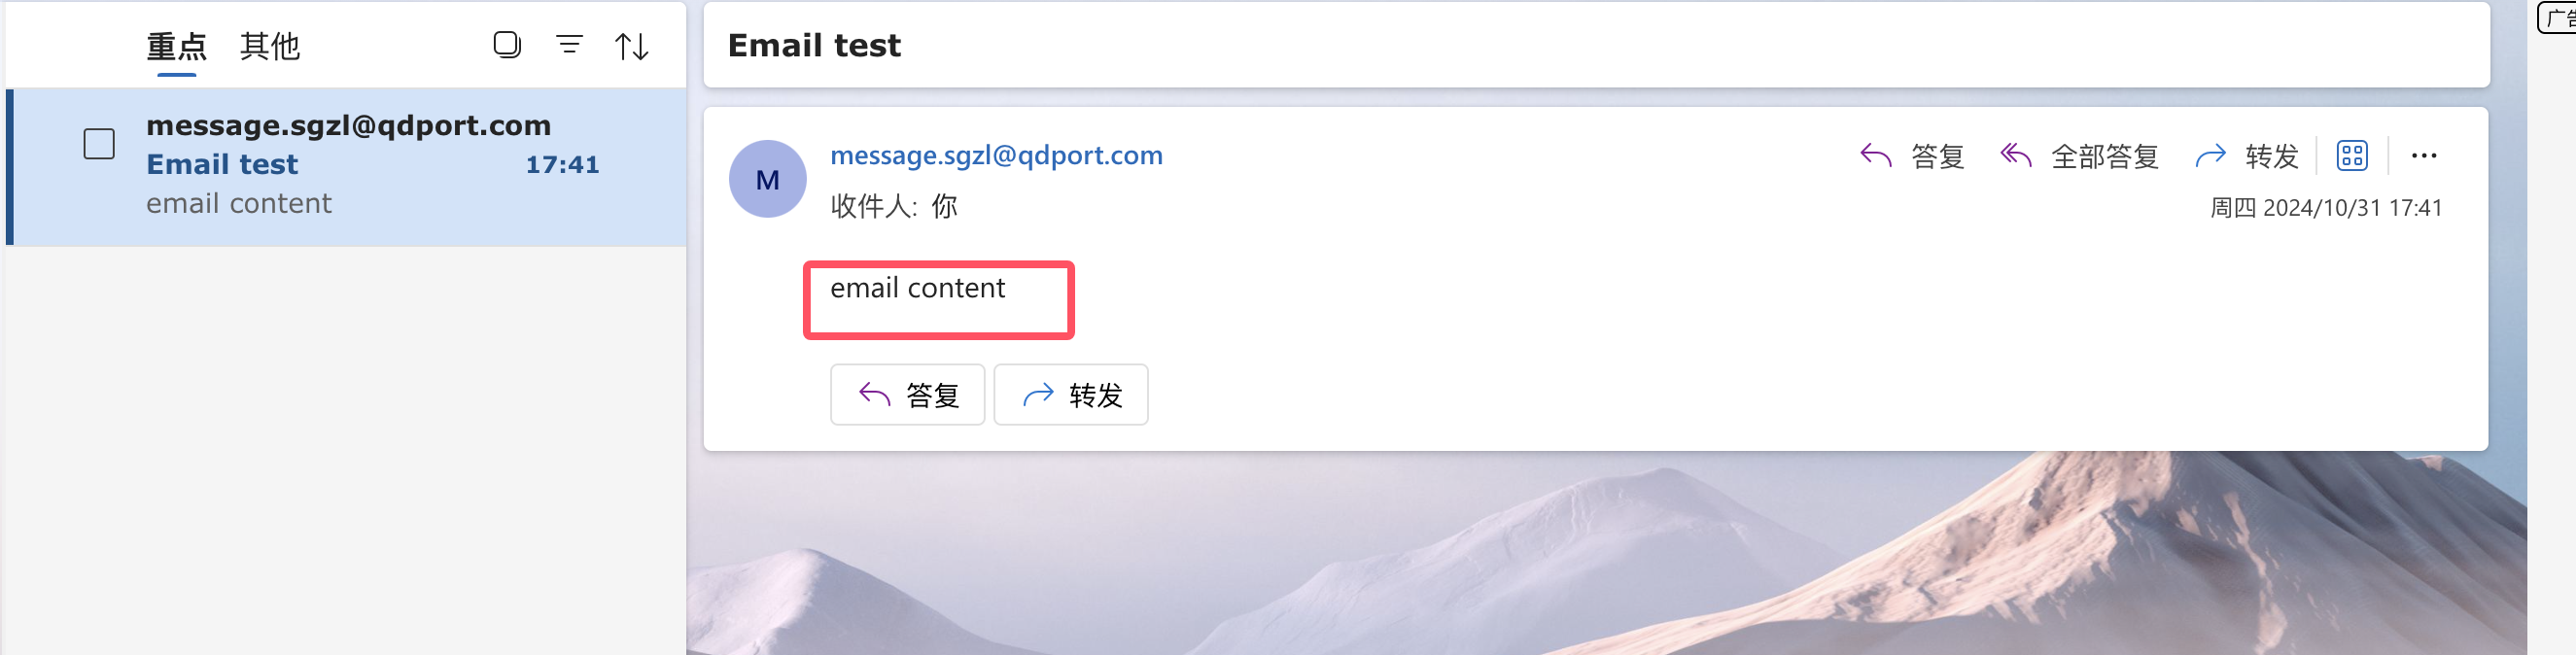 重点 其他
message.sgzl@qdport.com
Email test 17:41
email content
Email test
M
message.sgzl@qdport.com
收件人: 你
答复 全部答复 转发
周四 2024/10/31 17:41
email content
答复 转发